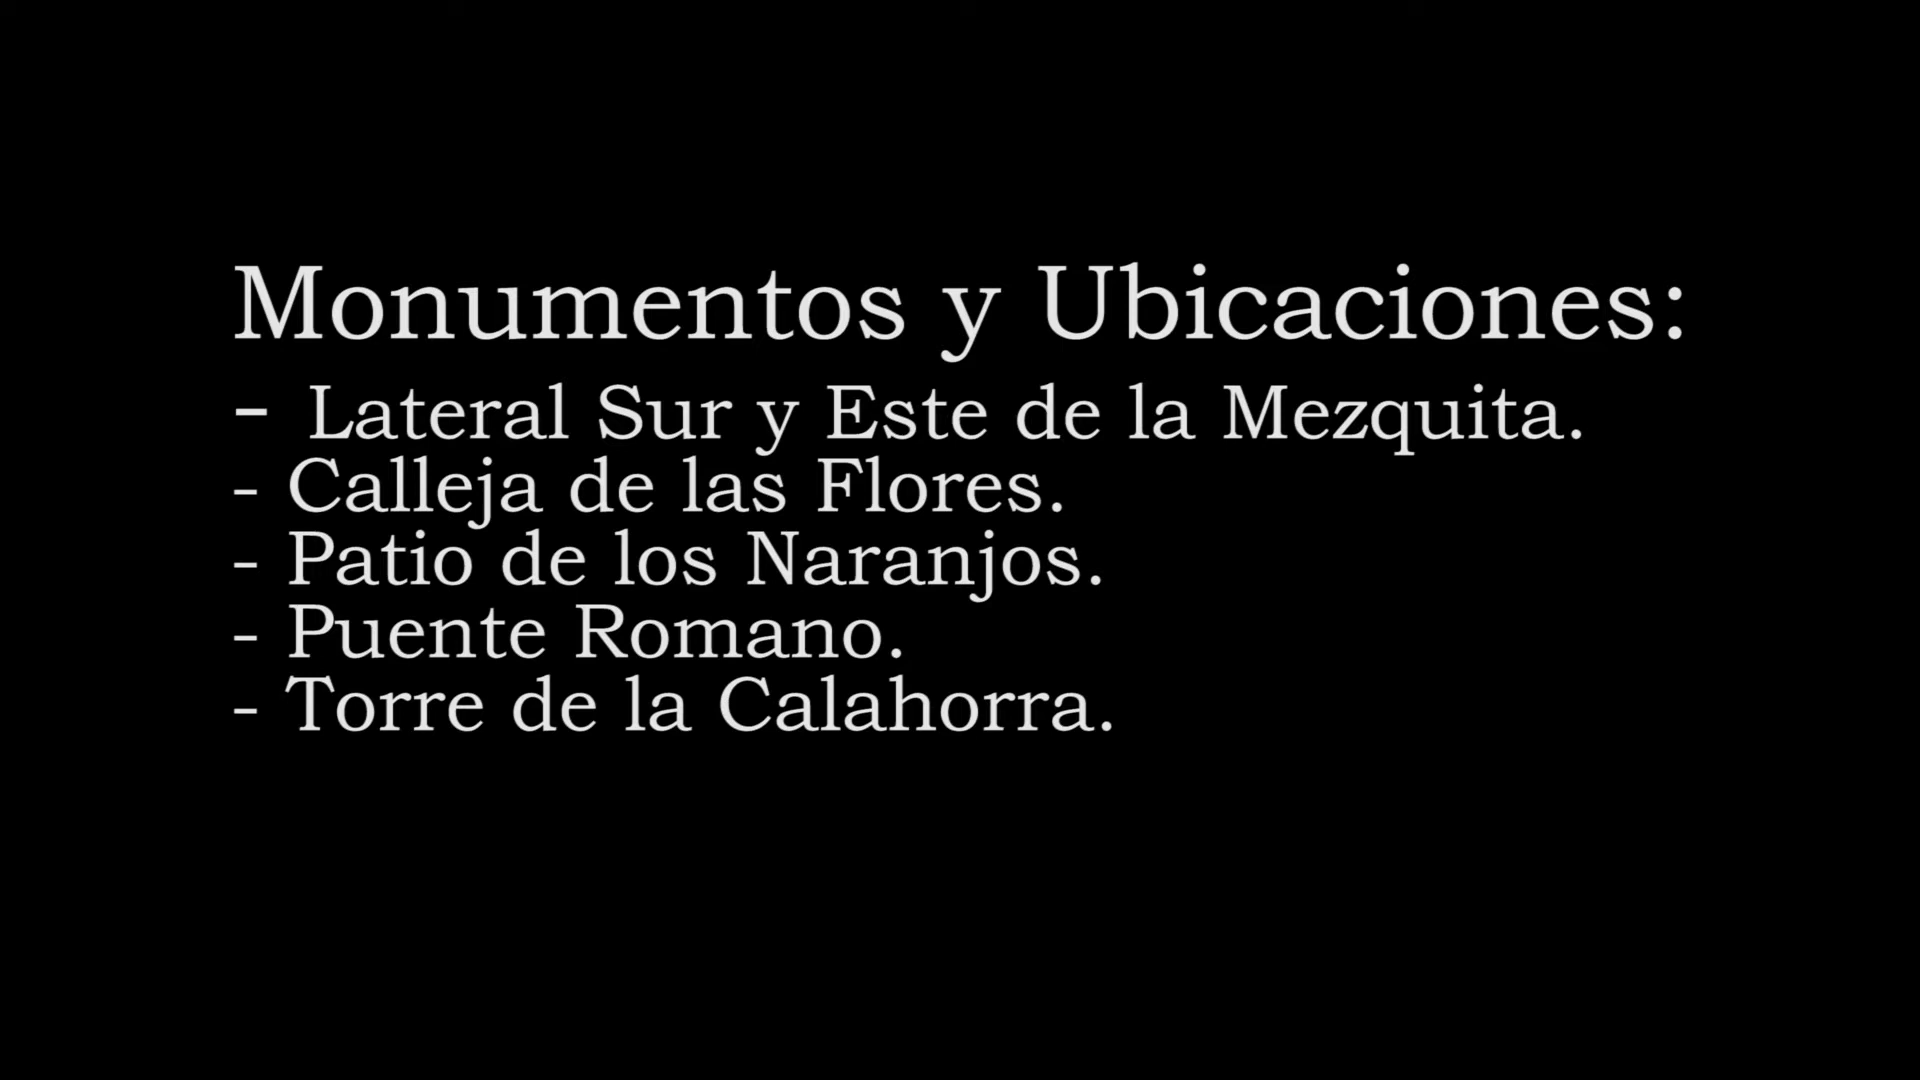 Monumentos y Ubicaciones:
- Lateral Sur y Este de la Mezquita.
- Calleja de las Flores.
- Patio de los Naranjos.
- Puente Romano.
- Torre de la Calahorra.